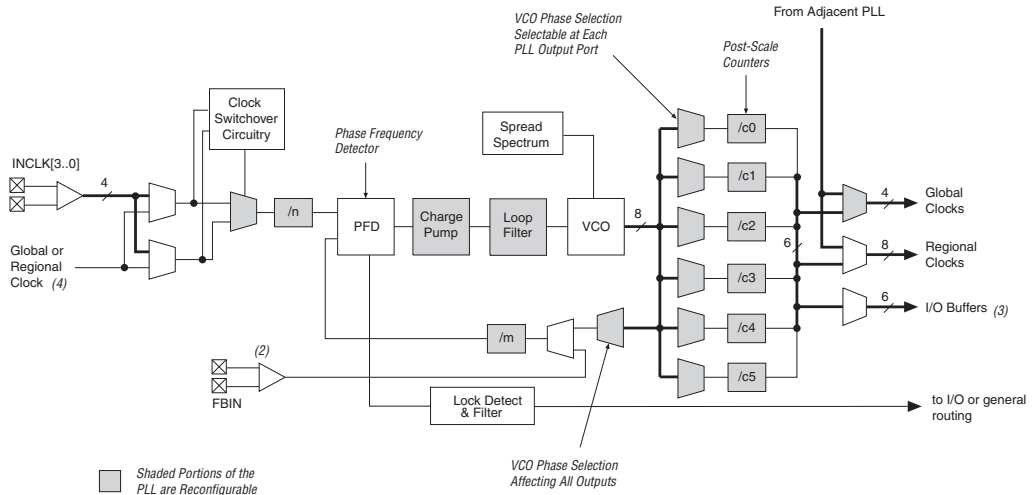 From Adjacent PLL
VCO Phase Selection
Selectable at Each
PLL Output Port
Post-Scale
Counters
Clock
Switchover
Circuitry
Phase Frequency
Detector
Spread
Spectrum
/c0
INCLK[3..0]
4
/c1
4
Global
Clocks
/n
PFD
Charge
Pump
Loop
Filter
VCO
8
/c2
6
8
Regional
Clocks
Global or
Regional
Clock (4)
/c3
6
I/O Buffers (3)
/m
/c4
(2)
FBIN
/c5
Lock Detect
& Filter
to I/O or general
routing
VCO Phase Selection
Affecting All Outputs
Shaded Portions of the
PLL are Reconfigurable